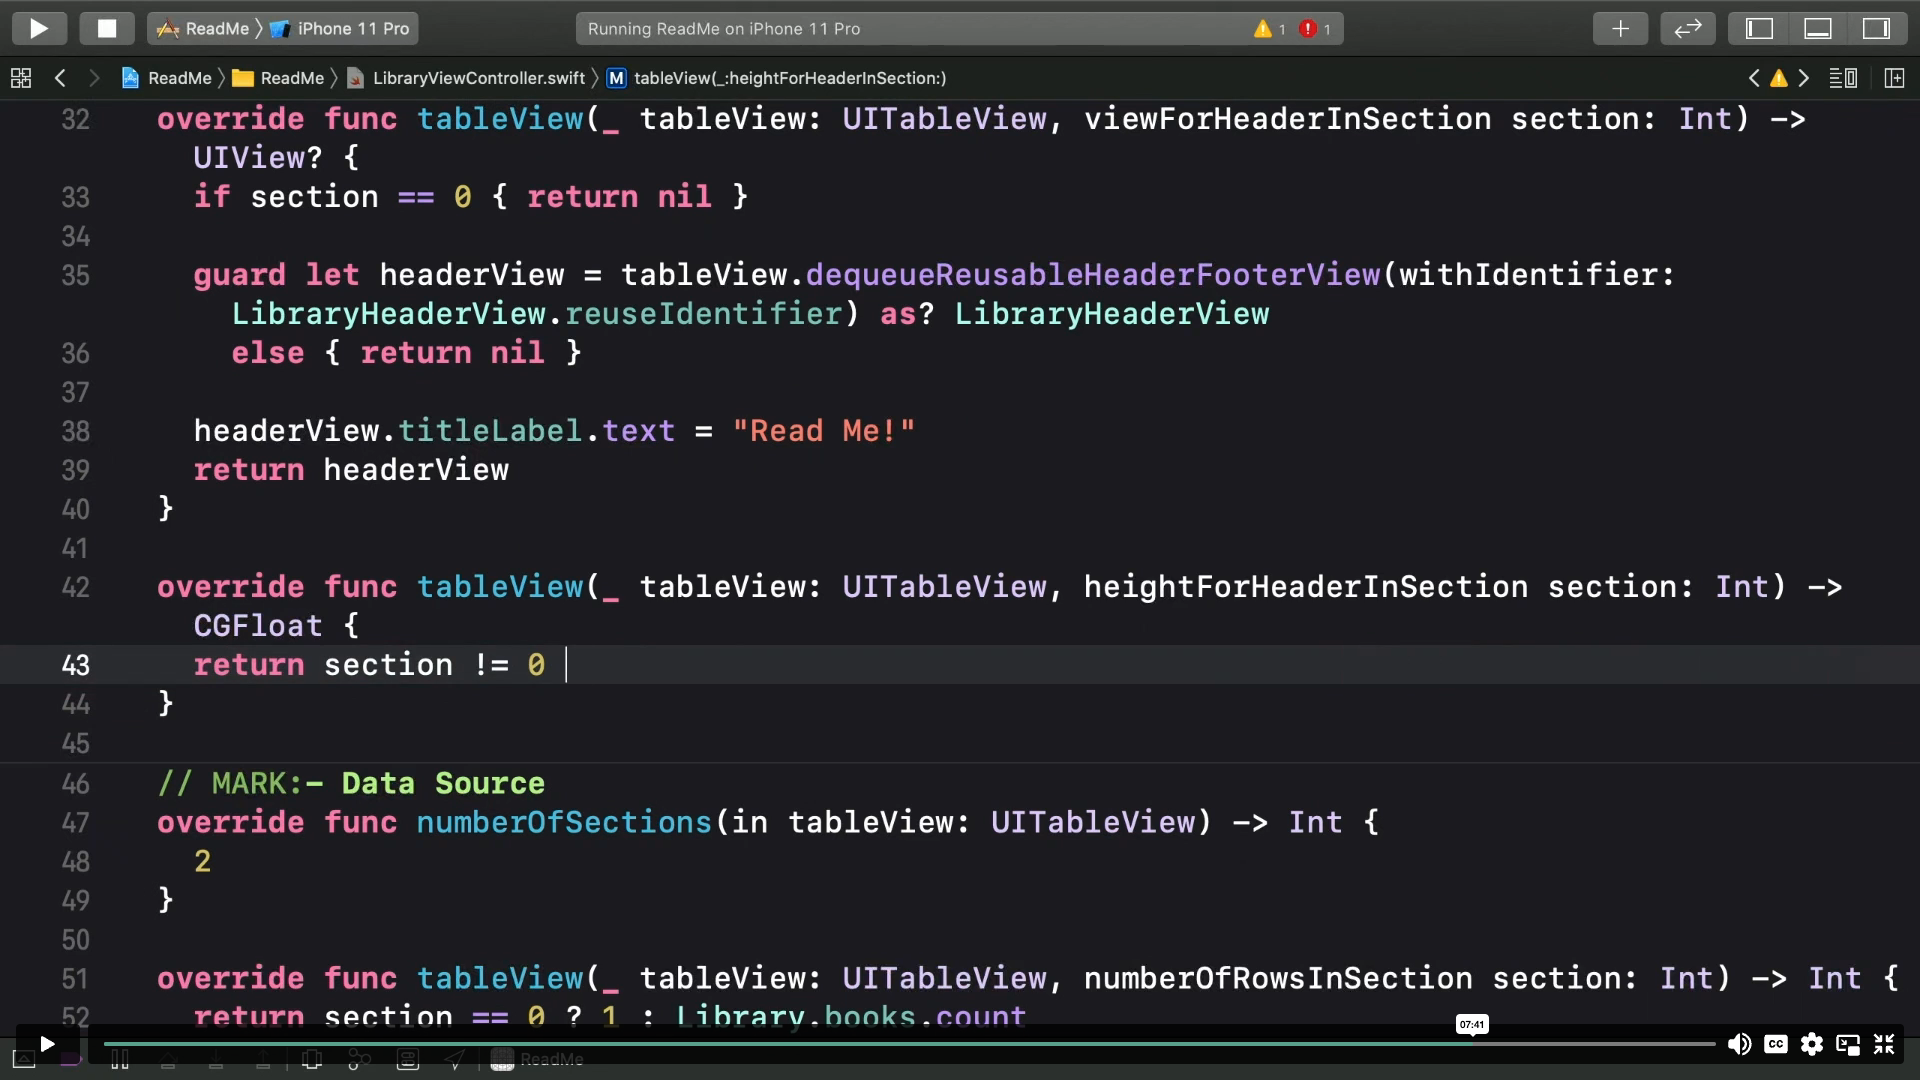 ReadMe iPhone 11 Pro Running ReadMe on iPhone 11 Pro 1 1
ReadMe ReadMe LibraryViewController.swift M tableView(_:heightForHeaderInSection:)
32 override func tableView(_ tableView: UITableView, viewForHeaderInSection section: Int) ->
UIView? {
33 if section == 0 { return nil }
34
35 guard let headerView = tableView.dequeueReusableHeaderFooterView(withIdentifier:
LibraryHeaderView.reuseIdentifier) as? LibraryHeaderView
36 else { return nil }
37
38 headerView.titleLabel.text = "Read Me!"
39 return headerView
40 }
41
42 override func tableView(_ tableView: UITableView, heightForHeaderInSection section: Int) ->
CGFloat {
43 return section != 0
44 }
45
46 // MARK:- Data Source
47 override func numberOfSections(in tableView: UITableView) -> Int {
48 2
49 }
50
51 override func tableView(_ tableView: UITableView, numberOfRowsInSection section: Int) -> Int {
52 return section == 0 ? 1 : Library.books.count
07:41
CC
ReadMe